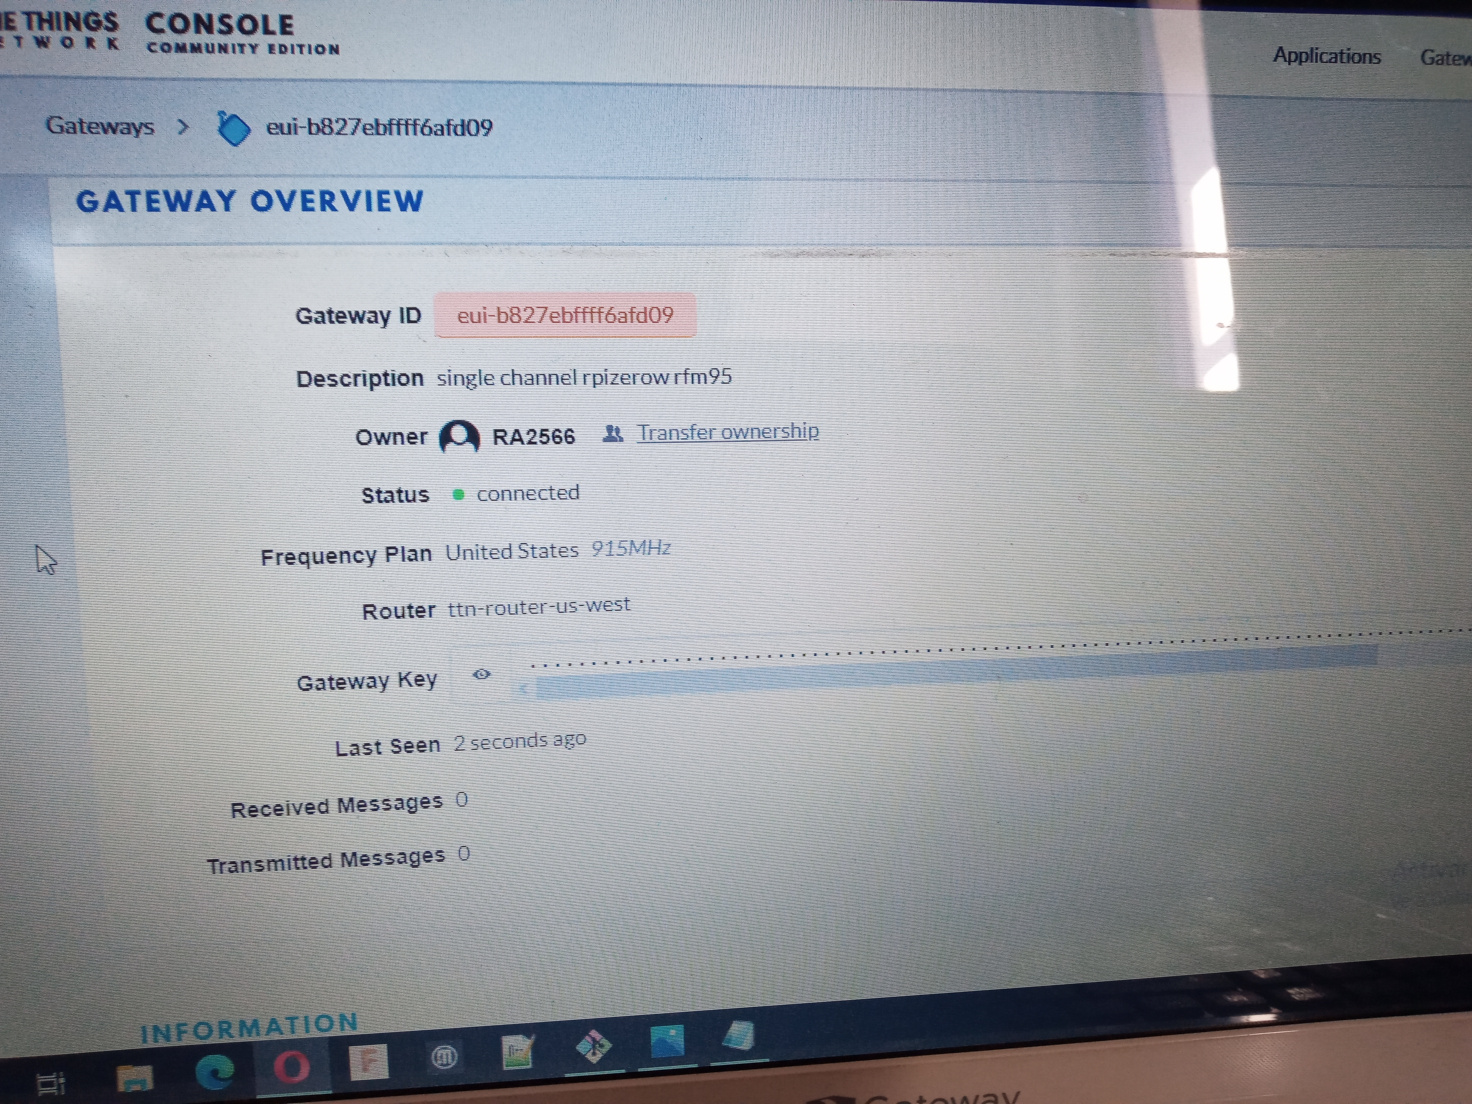 E THINGS CONSOLE
E T W O R K COMMUNITY EDITION
Applications
Gateways > eui-b827ebffff6afd09
GATEWAY OVERVIEW
Gateway ID eui-b827ebffff6afd09
Description single channel rpizerow rfm95
Owner RA2566 Transfer ownership
Status connected
Frequency Plan United States 915MHz
Router ttn-router-us-west
Gateway Key
Last Seen 2 seconds ago
Received Messages 0
Transmitted Messages 0
INFORMATION
Gateway